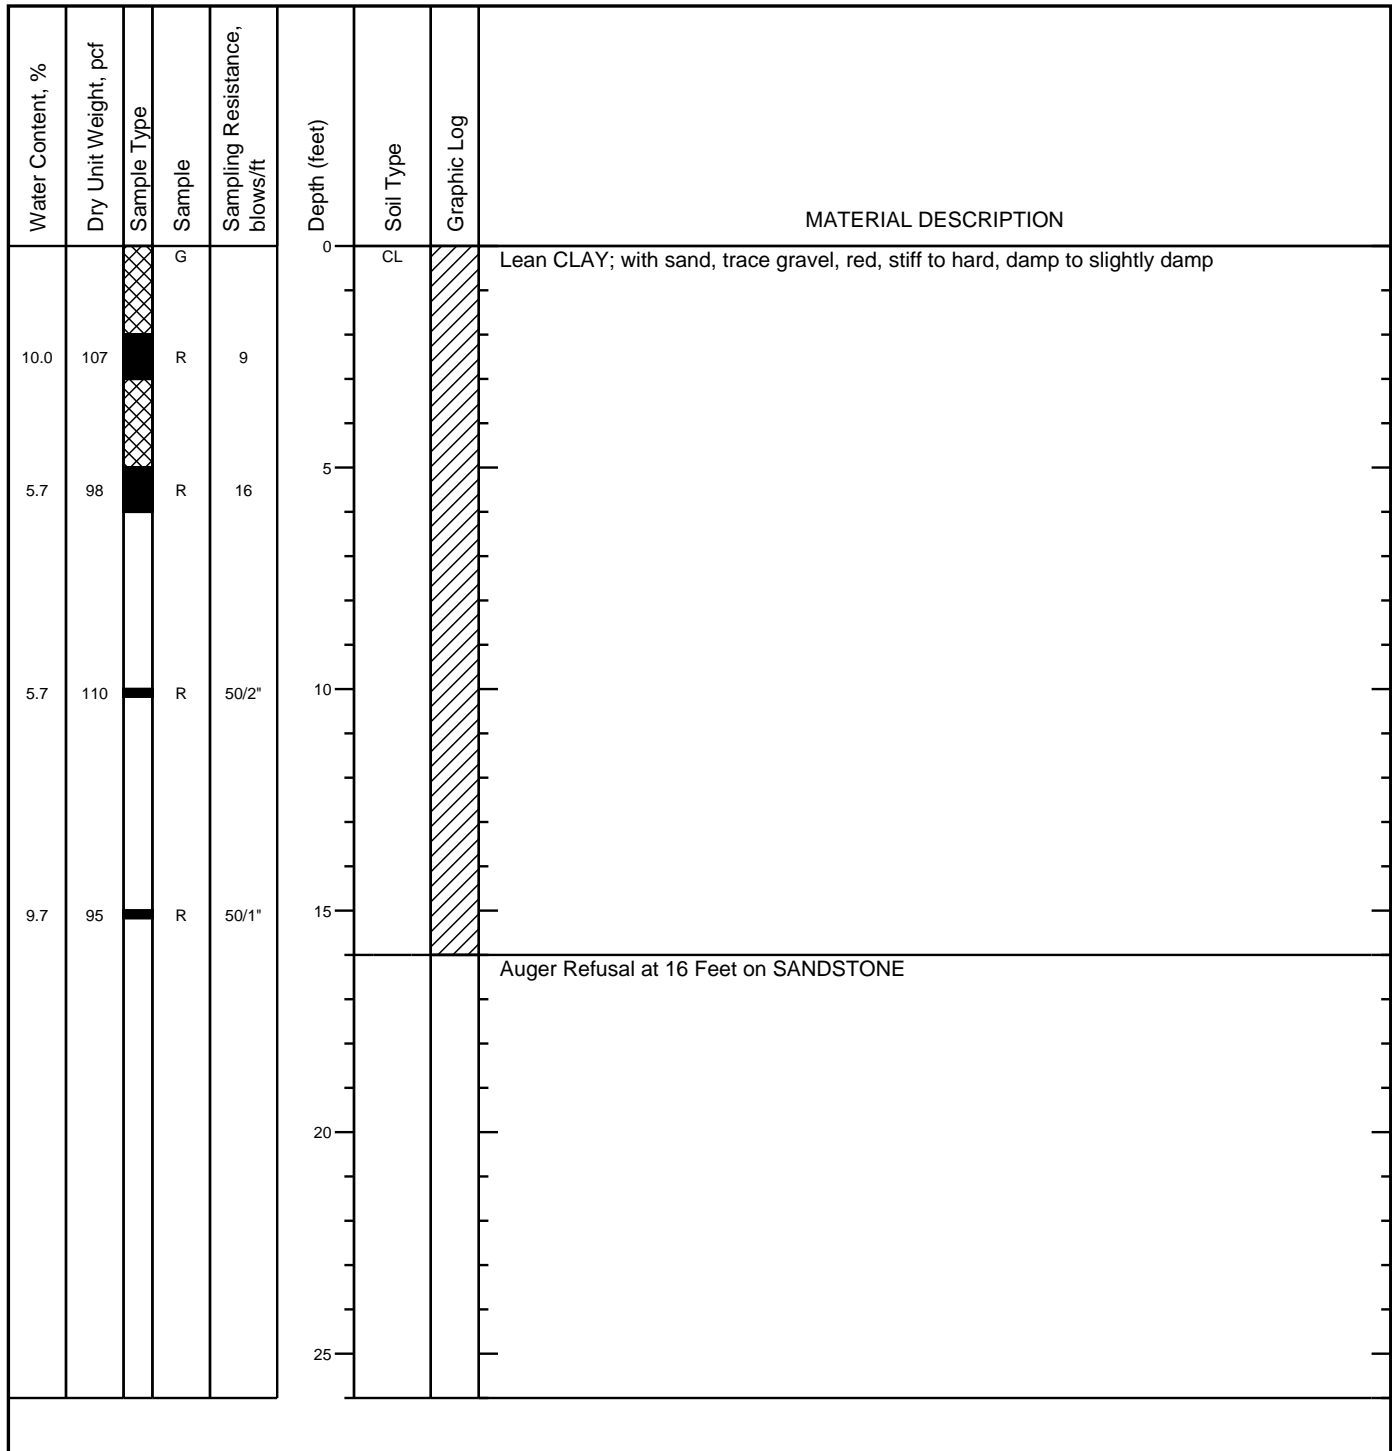 Water Content, %
Dry Unit Weight, pcf
Sample Type
Sample
Sampling Resistance,
blows/ft
Depth (feet)
Soil Type
Graphic Log
MATERIAL DESCRIPTION
0
G
CL
Lean CLAY; with sand, trace gravel, red, stiff to hard, damp to slightly damp
10.0 107 R 9
5
5.7 98 R 16
5.7 110 R 50/2" 10
9.7 95 R 50/1" 15
Auger Refusal at 16 Feet on SANDSTONE
20
25